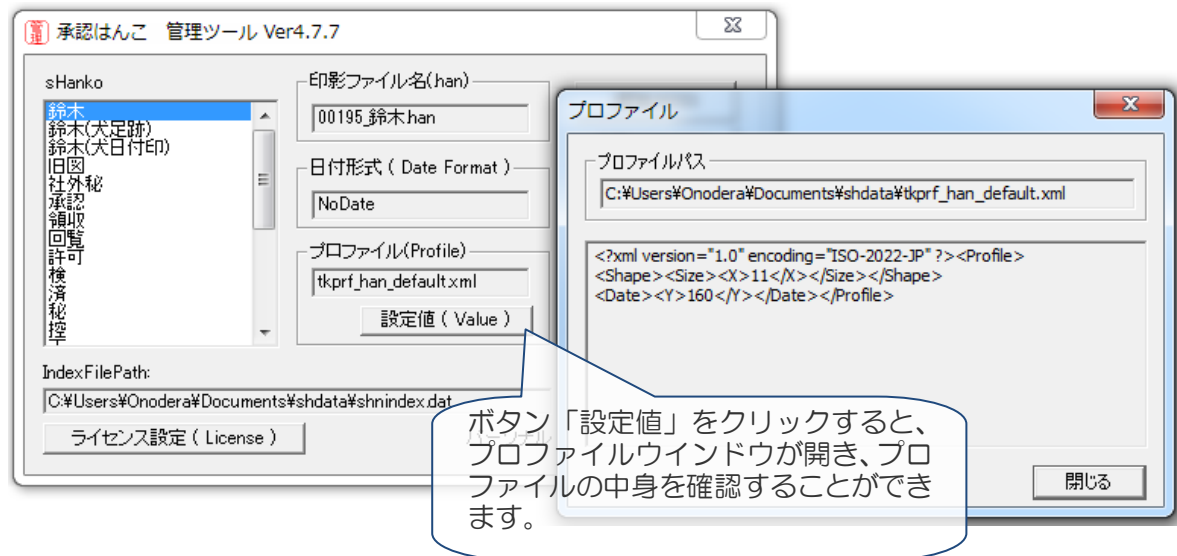 承認はんこ 管理ツール Ver4.7.7
sHanko
鈴木
鈴木(犬足跡)
鈴木(犬日付印)
旧図
社外秘
承認
領収
回覧
許可
検
済
秘
控
印影ファイル名(han)
00195_鈴木.han
日付形式 ( Date Format )
NoDate
プロファイル(Profile)
tkprf_han_default.xml
設定値 ( Value )
IndexFilePath:
C:¥Users¥Onodera¥Documents¥shdata¥shnindex.dat
ライセンス設定 ( License )
プロファイル
プロファイルパス
C:¥Users¥Onodera¥Documents¥shdata¥tkprf_han_default.xml
<?xml version="1.0" encoding="ISO-2022-JP" ?><Profile>
<Shape><Size><X>11</X></Size></Shape>
<Date><Y>160</Y></Date></Profile>
閉じる
ボタン「設定値」をクリックすると、
プロファイルウインドウが開き、プロ
ファイルの中身を確認することができ
ます。